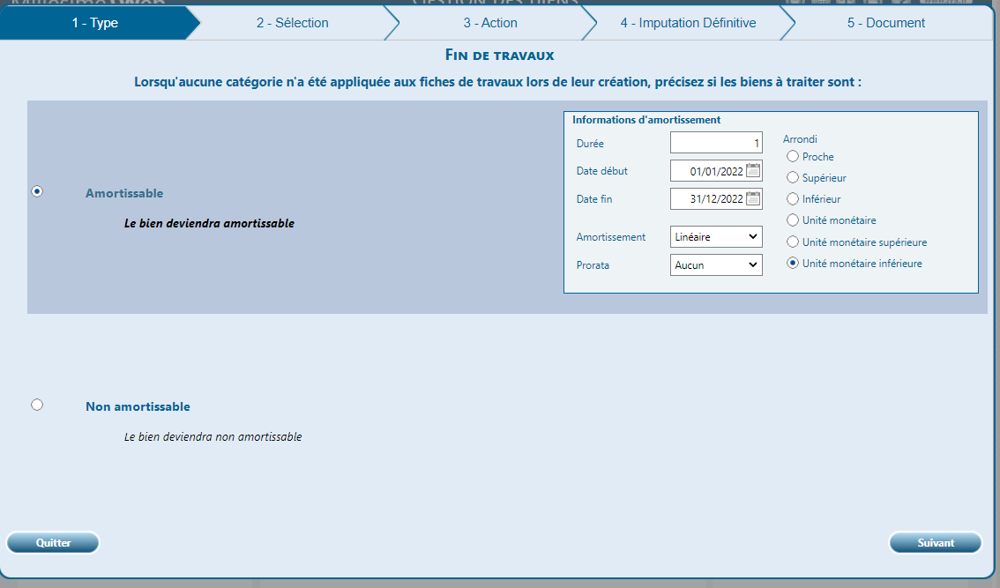 1 - Type
2 - Sélection
3 - Action
4 - Imputation Définitive
5 - Document
Fin de travaux
Lorsqu'aucune catégorie n'a été appliquée aux fiches de travaux lors de leur création, précisez si les biens à traiter sont :
Amortissable
Le bien deviendra amortissable
Informations d'amortissement
Durée 1
Date début 01/01/2022
Date fin 31/12/2022
Amortissement Linéaire
Prorata Aucun
Arrondi
Proche
Supérieur
Inférieur
Unité monétaire
Unité monétaire supérieure
Unité monétaire inférieure
Non amortissable
Le bien deviendra non amortissable
Quitter
Suivant